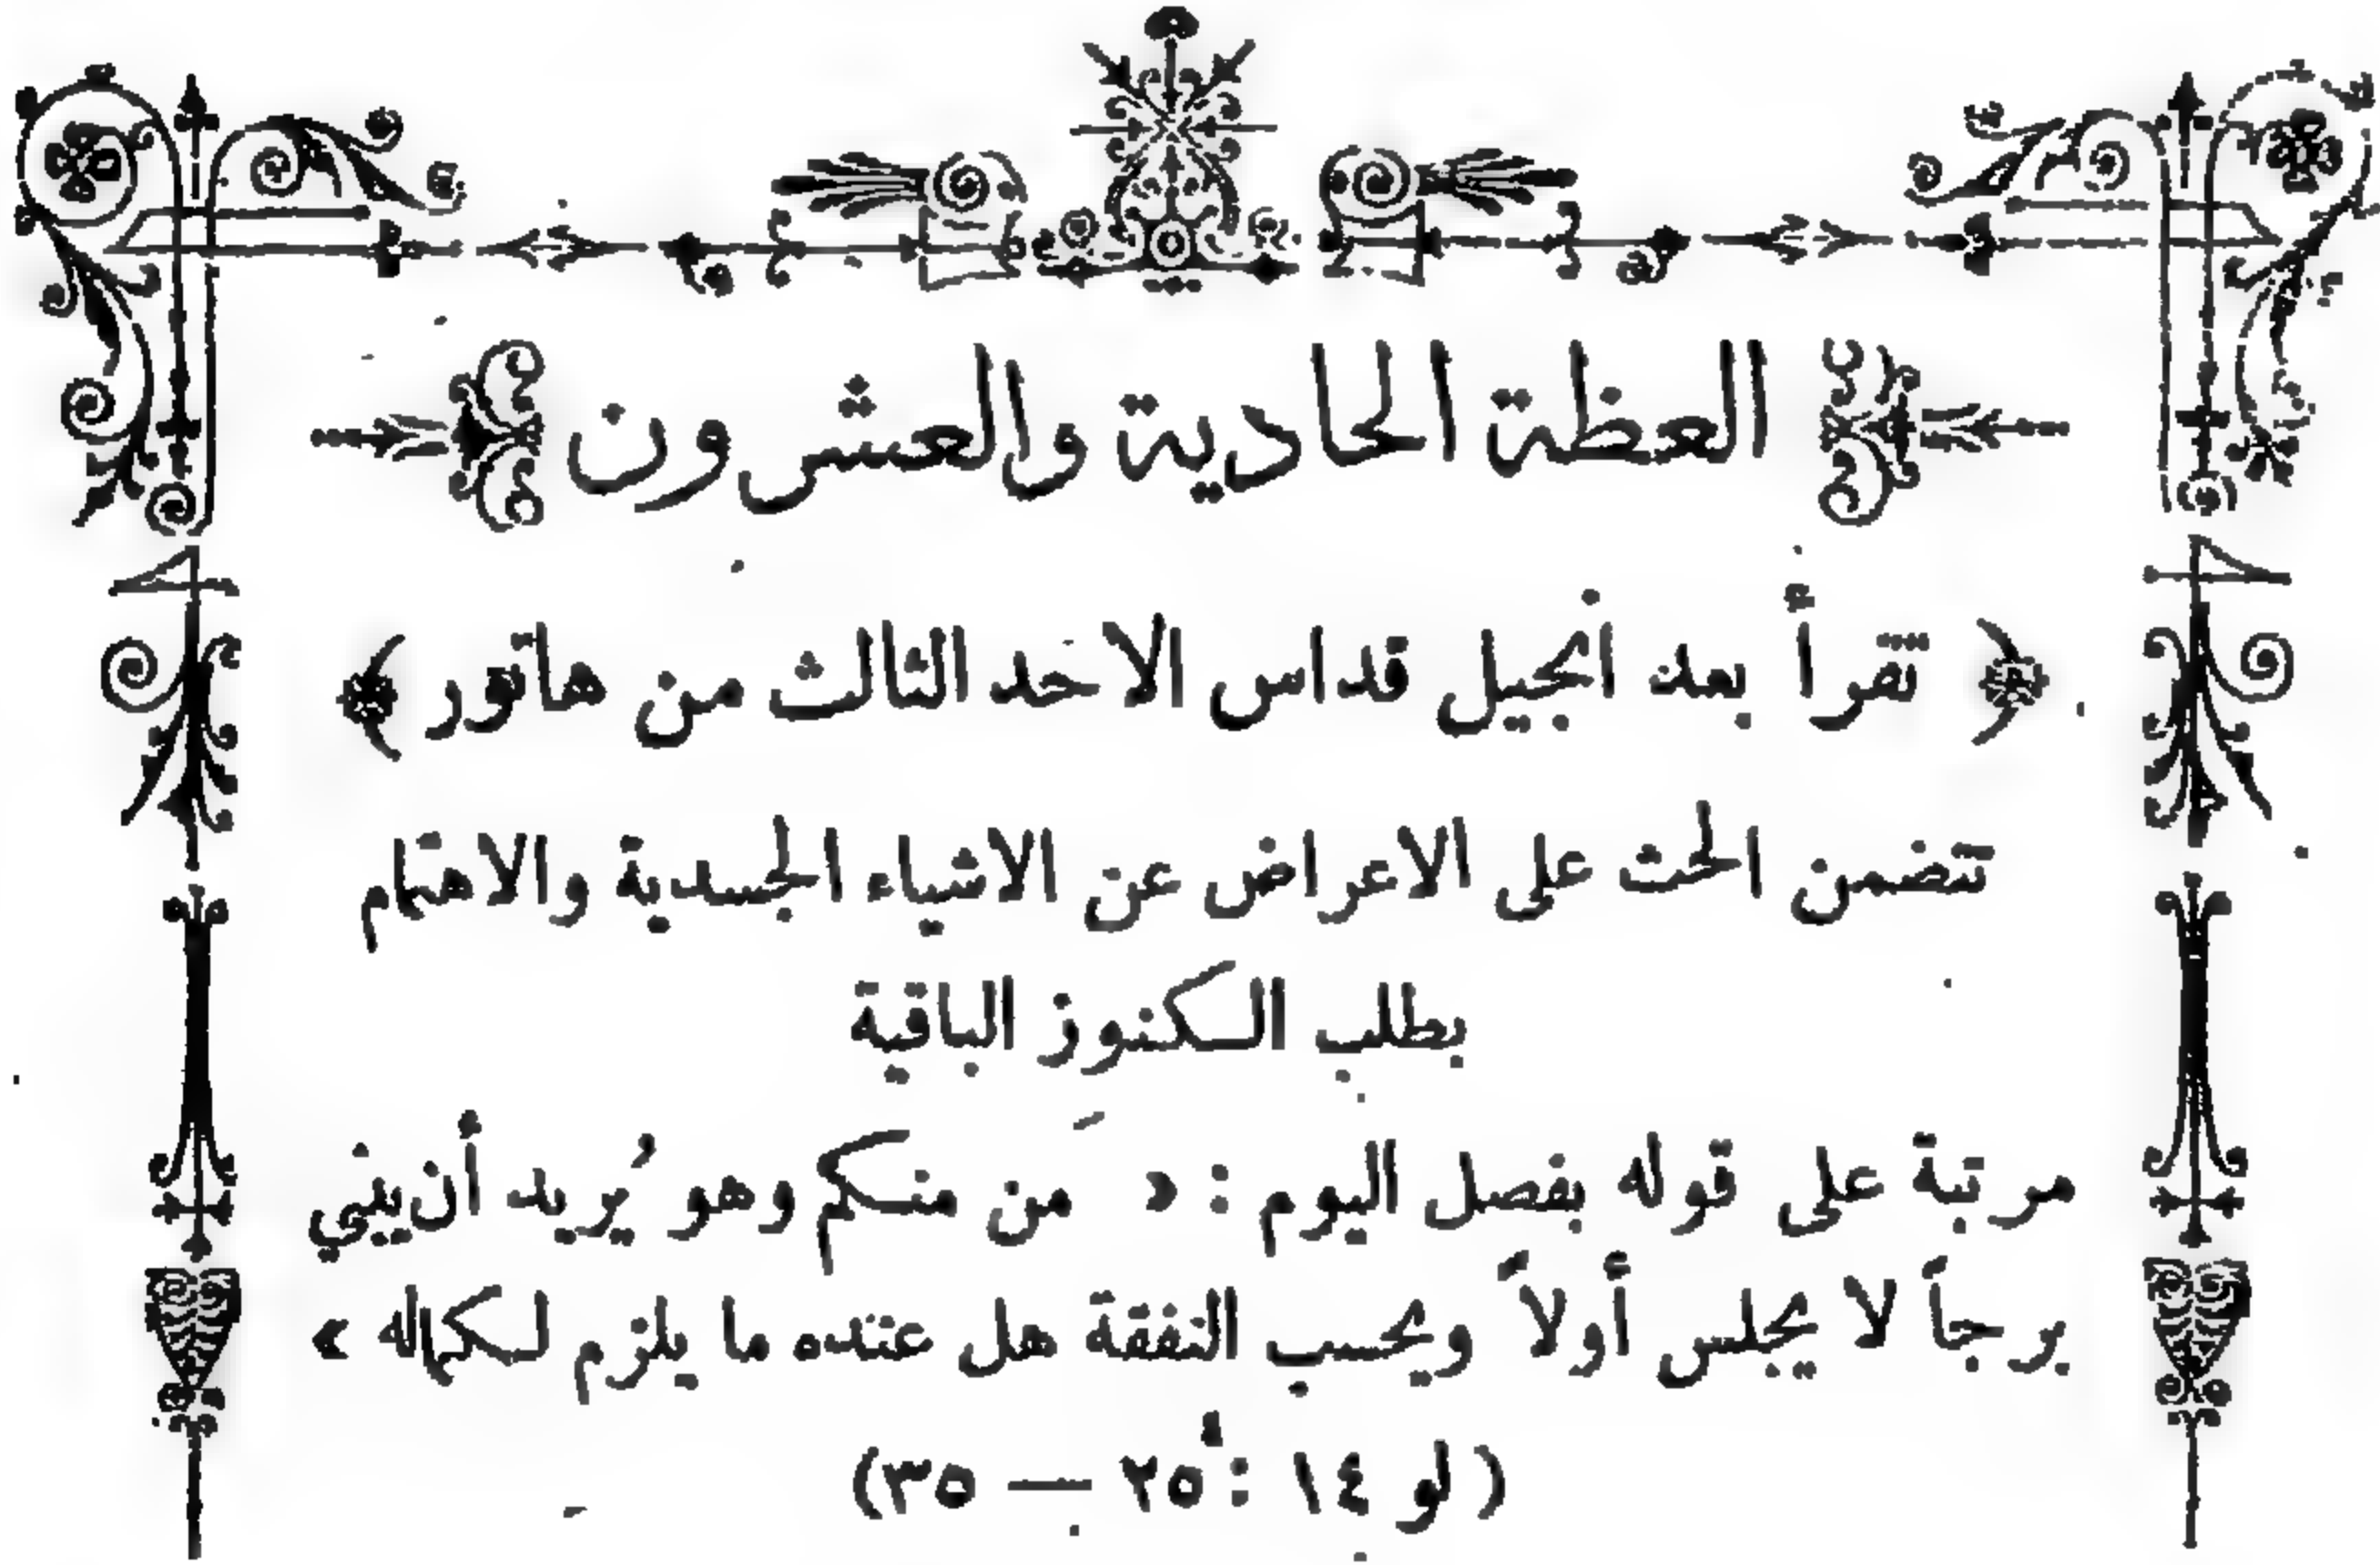 العظة الحادية والعشرون
﴿ تقرأ بعد انجيل قداس الاحد الثالث من هاتور ﴾
تتضمن الحث على الاعراض عن الاشياء الجسدية والاهتمام
بطلب الكنوز الباقية
مرتبة على قوله بفصل اليوم : « من منكم وهو يُريد أن يبني
برجاً لا يجلس أولاً ويحسب النفقة هل عنده ما يلزم لكماله »
( لو ١٤ : ٢٥ — ٣٥)